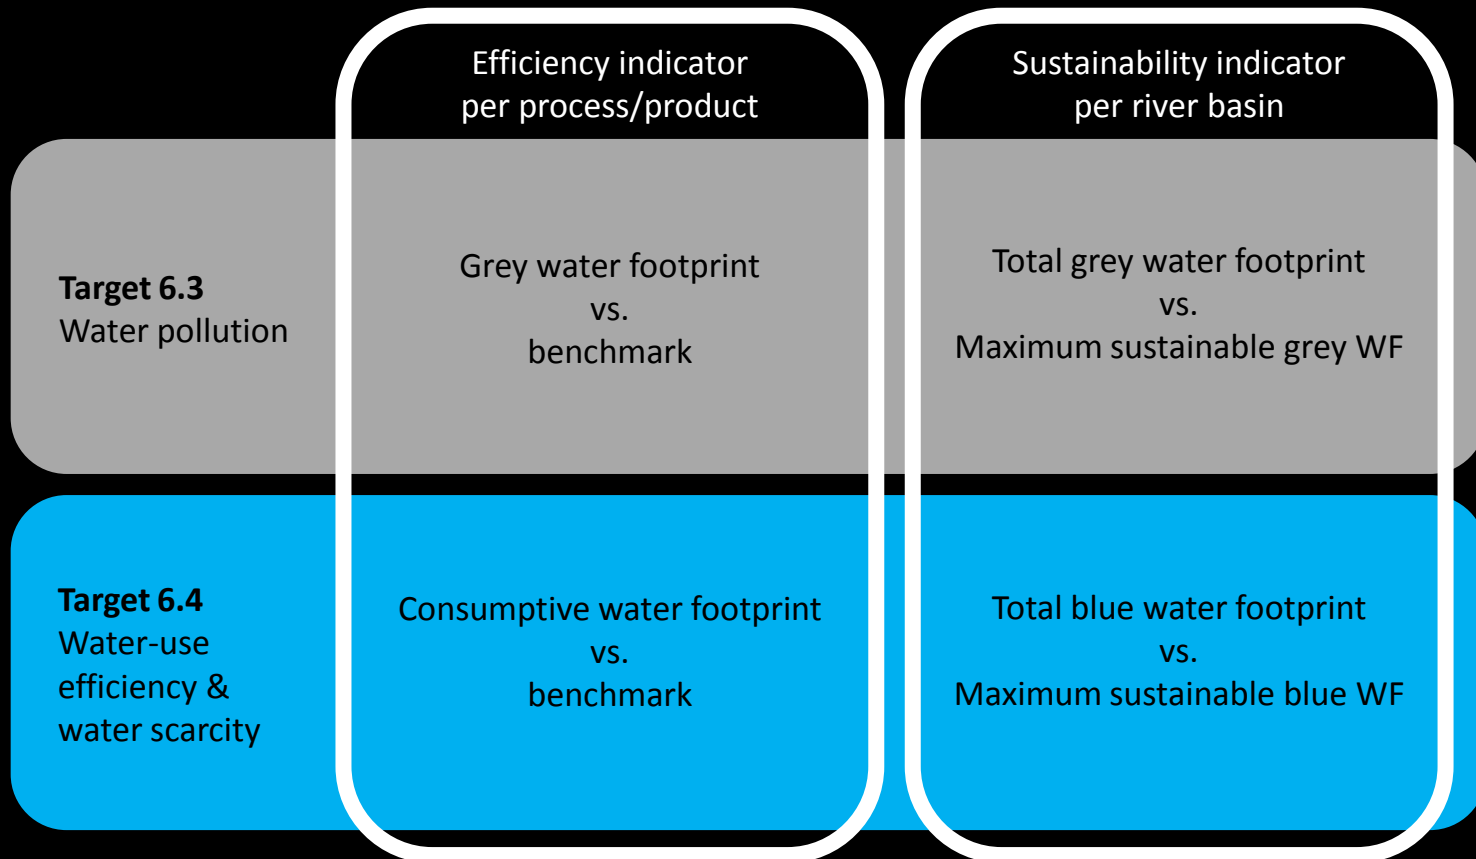 Efficiency indicator
per process/product
Sustainability indicator
per river basin
Target 6.3
Water pollution
Grey water footprint
vs.
benchmark
Total grey water footprint
vs.
Maximum sustainable grey WF
Target 6.4
Water-use
efficiency &
water scarcity
Consumptive water footprint
vs.
benchmark
Total blue water footprint
vs.
Maximum sustainable blue WF